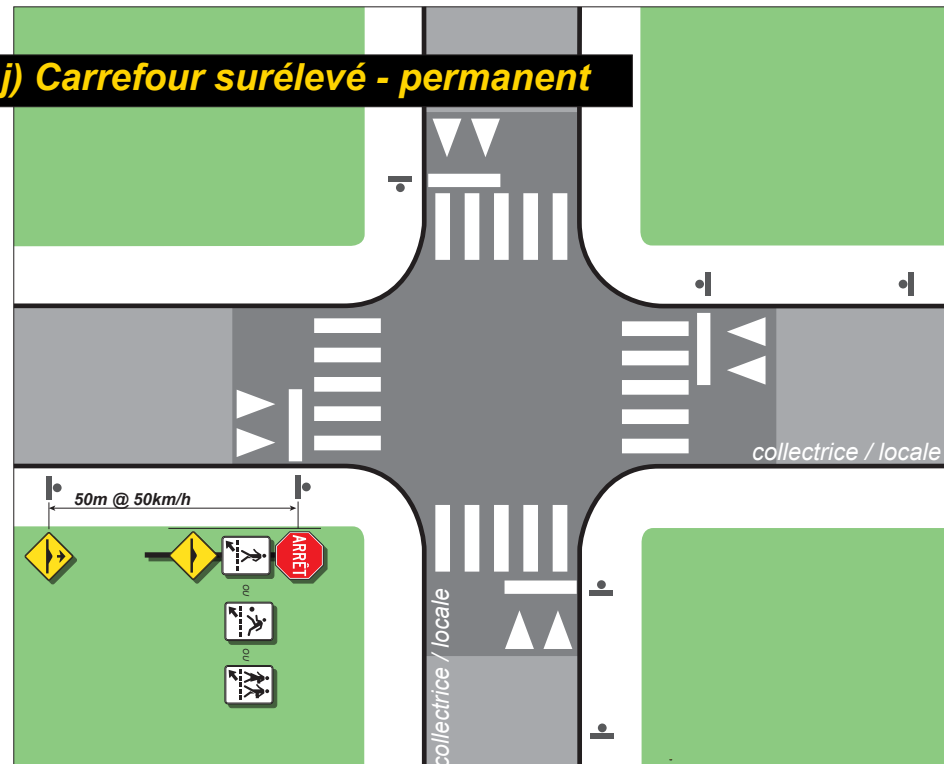 j) Carrefour surélevé - permanent
collectrice / locale
50m @ 50km/h
ARRÊT
ou
ou
collectrice / locale